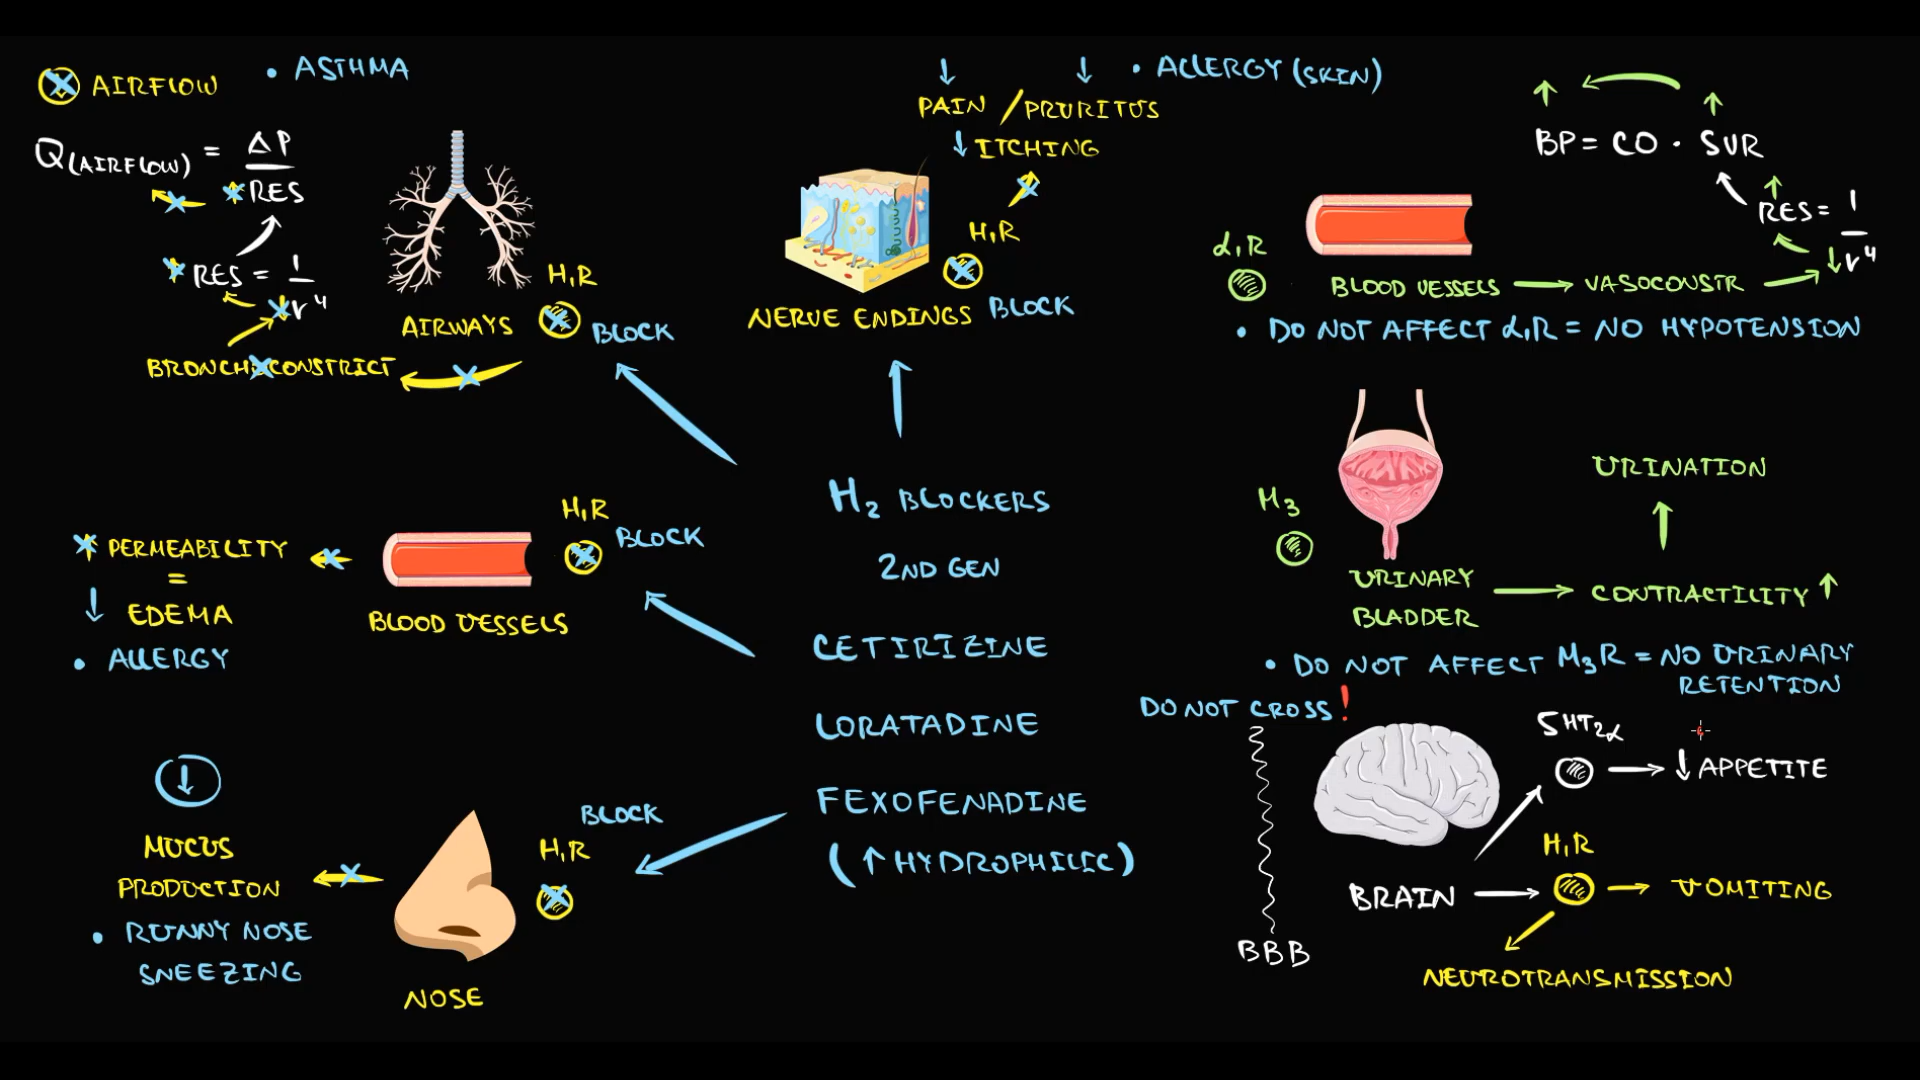 AIRFLOW
• ASTHMA
Q(AIRFLOW) = ΔP
RES
RES = 1
r⁴
BRONCHOCONSTRICT
AIRWAYS
H₁R
BLOCK
↓ ↓ • ALLERGY (SKIN)
PAIN / PRURITUS
↓ ITCHING
H₁R
NERVE ENDINGS
BLOCK
↑ ↑
BP = CO · SVR
↑
RES = 1
↓r⁴
α₁R
BLOOD VESSELS → VASOCONSTR
• DO NOT AFFECT α₁R = NO HYPOTENSION
H₁R
BLOCK
PERMEABILITY
=
↓ EDEMA
• ALLERGY
BLOOD VESSELS
H₂ BLOCKERS
2ND GEN
CETIRIZINE
LORATADINE
FEXOFENADINE
(↑ HYDROPHILIC)
M₃
URINATION
URINARY
BLADDER
CONTRACTILITY ↑
• DO NOT AFFECT M₃R = NO URINARY
RETENTION
↓
MUCUS
PRODUCTION
• RUNNY NOSE
SNEEZING
NOSE
BLOCK
H₁R
DO NOT CROSS!
BBB
5HT₂α
→ ↓ APPETITE
H₁R
BRAIN → → VOMITING
NEUROTRANSMISSION